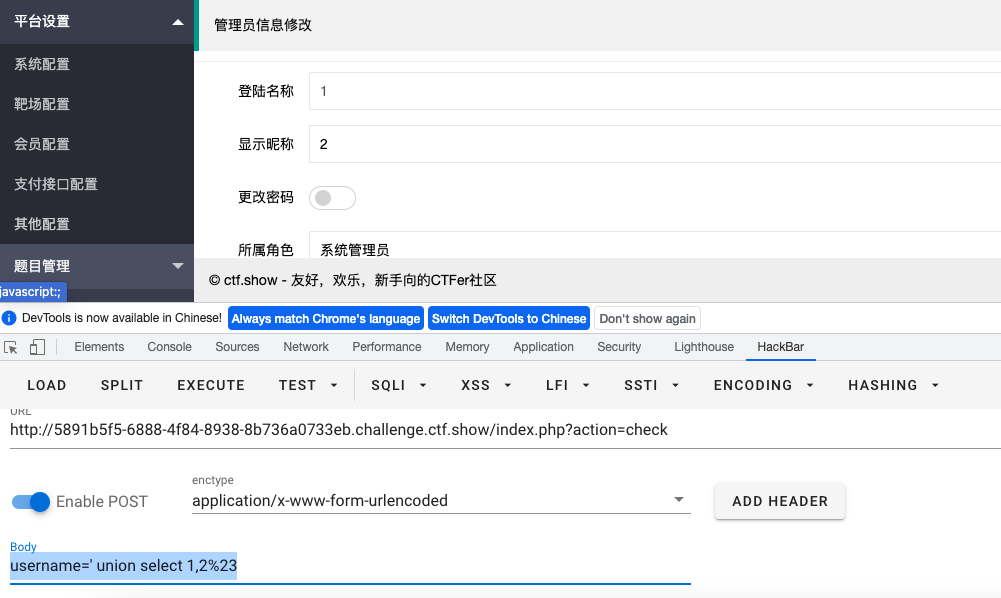 平台设置
管理员信息修改
系统配置
登陆名称 1
靶场配置
会员配置
显示昵称 2
支付接口配置
更改密码
其他配置
所属角色 系统管理员
题目管理
© ctf.show - 友好，欢乐，新手向的CTFer社区
javascript:;
DevTools is now available in Chinese! Always match Chrome's language Switch DevTools to Chinese Don't show again
Elements Console Sources Network Performance Memory Application Security Lighthouse HackBar
LOAD SPLIT EXECUTE TEST SQLI XSS LFI SSTI ENCODING HASHING
URL
http://5891b5f5-6888-4f84-8938-8b736a0733eb.challenge.ctf.show/index.php?action=check
enctype
Enable POST application/x-www-form-urlencoded ADD HEADER
Body
username=' union select 1,2%23